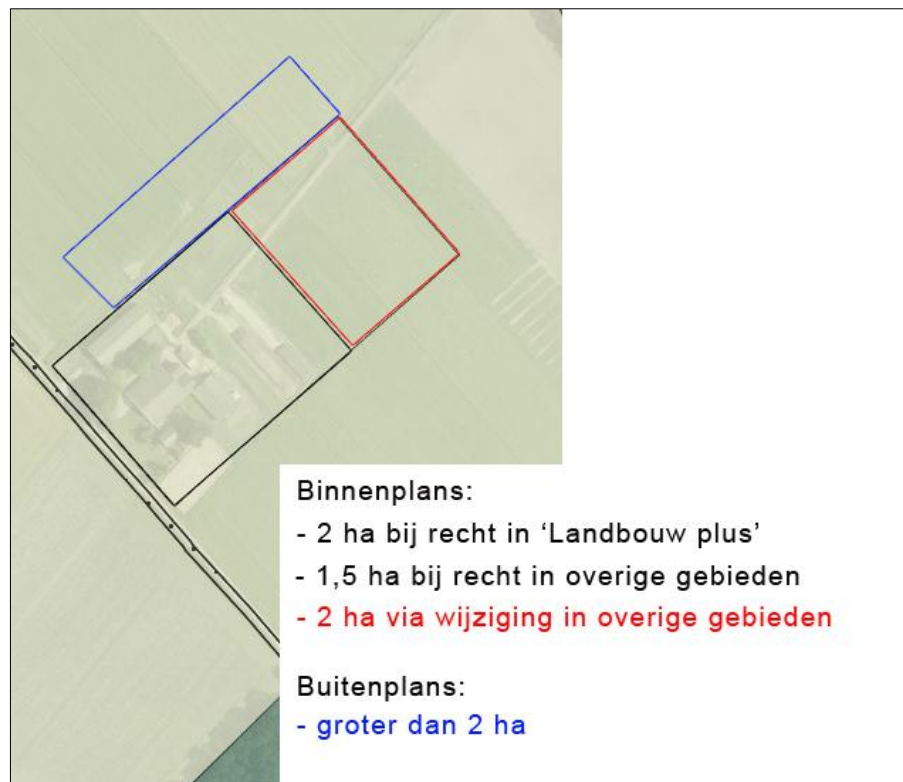 Binnenplans:
- 2 ha bij recht in ‘Landbouw plus’
- 1,5 ha bij recht in overige gebieden
- 2 ha via wijziging in overige gebieden
Buitenplans:
- groter dan 2 ha